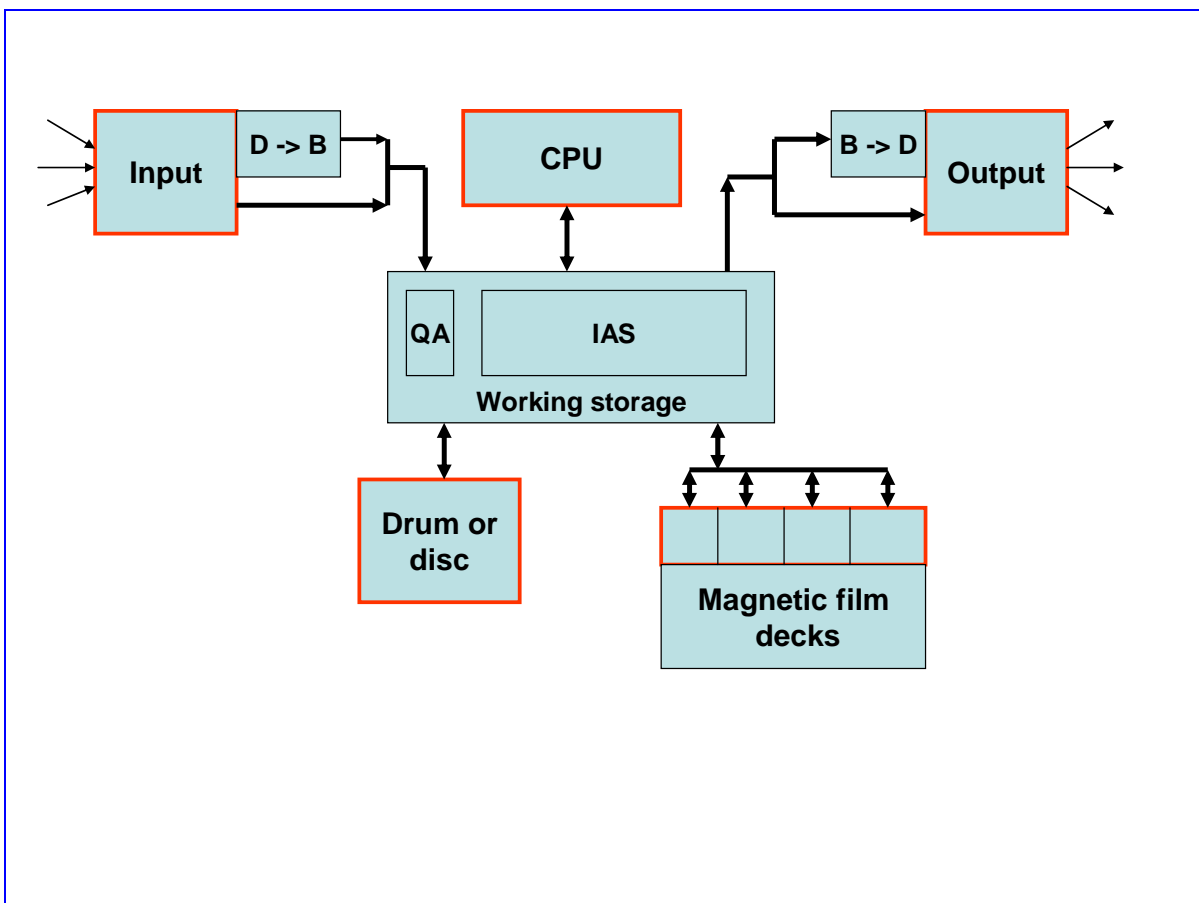 Input
D -> B
CPU
B -> D
Output
QA
IAS
Working storage
Drum or
disc
Magnetic film
decks